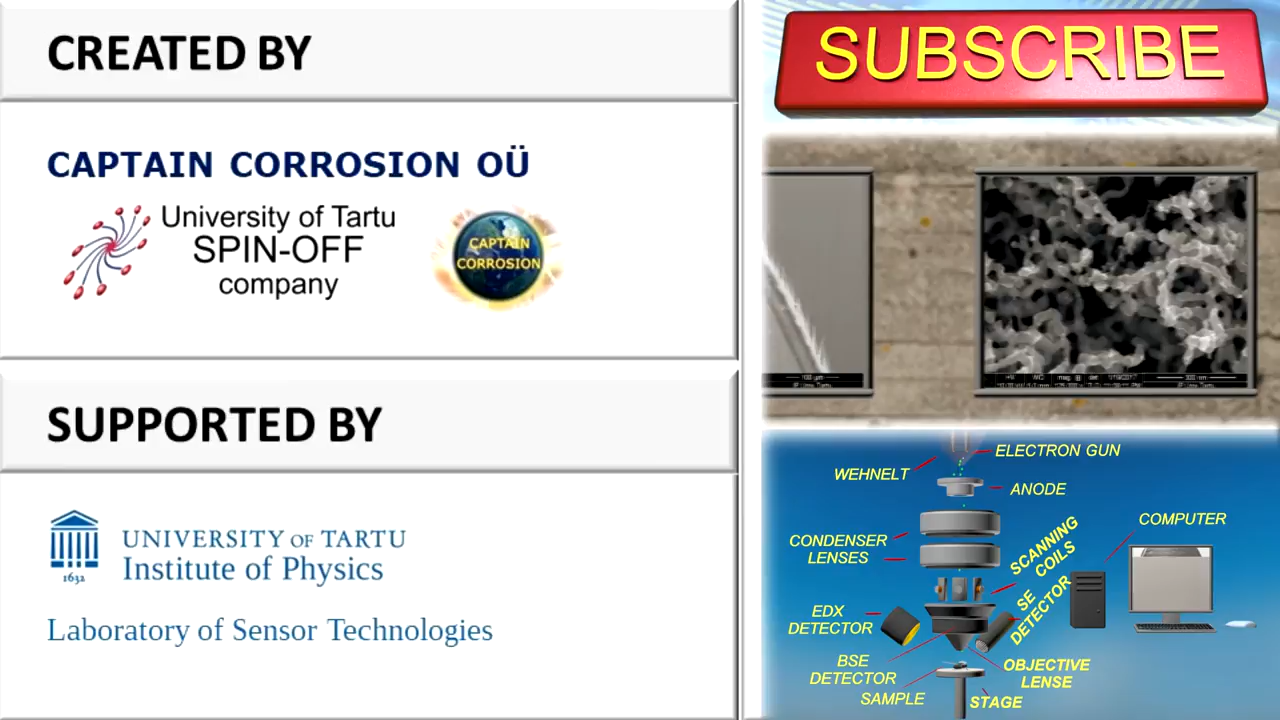 CREATED BY
CAPTAIN CORROSION OÜ
University of Tartu
SPIN-OFF
company
CAPTAIN
CORROSION
SUPPORTED BY
1632
UNIVERSITY OF TARTU
Institute of Physics
Laboratory of Sensor Technologies
SUBSCRIBE
ELECTRON GUN
WEHNELT
ANODE
COMPUTER
CONDENSER
LENSES
SCANNING
COILS
SE
DETECTOR
EDX
DETECTOR
BSE
DETECTOR
OBJECTIVE
LENSE
SAMPLE
STAGE